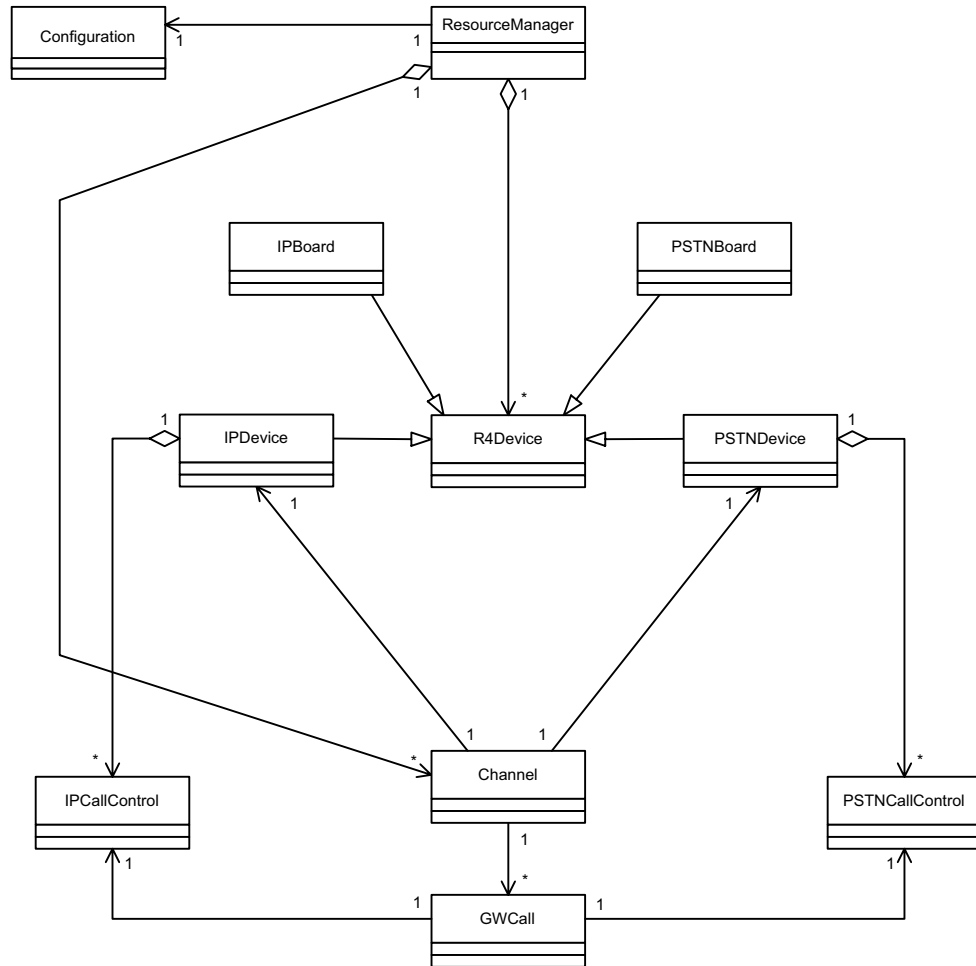 Configuration
ResourceManager
1
1
1
1
IPBoard
PSTNBoard
*
1
1
IPDevice
R4Device
PSTNDevice
1
1
1
1
*
*
*
IPCallControl
Channel
PSTNCallControl
1
1
1
*
1
1
GWCall